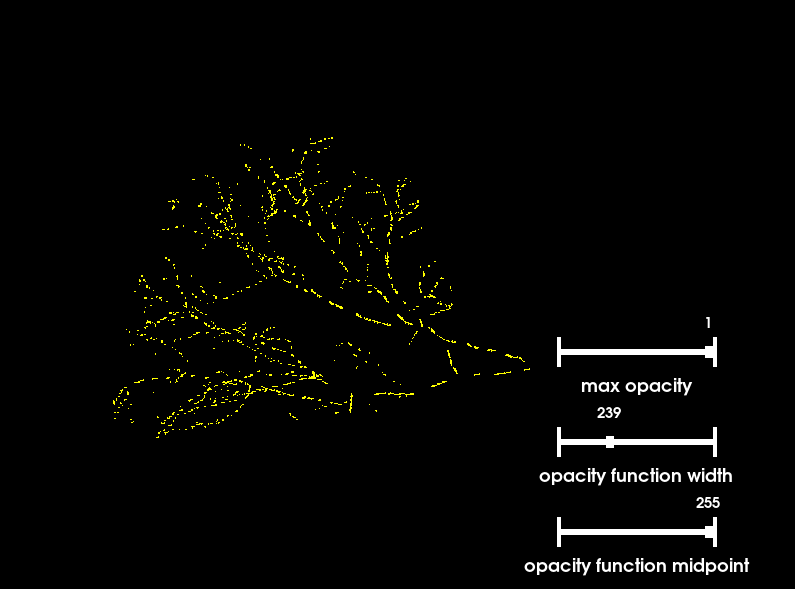 1
max opacity
239
opacity function width
255
opacity function midpoint